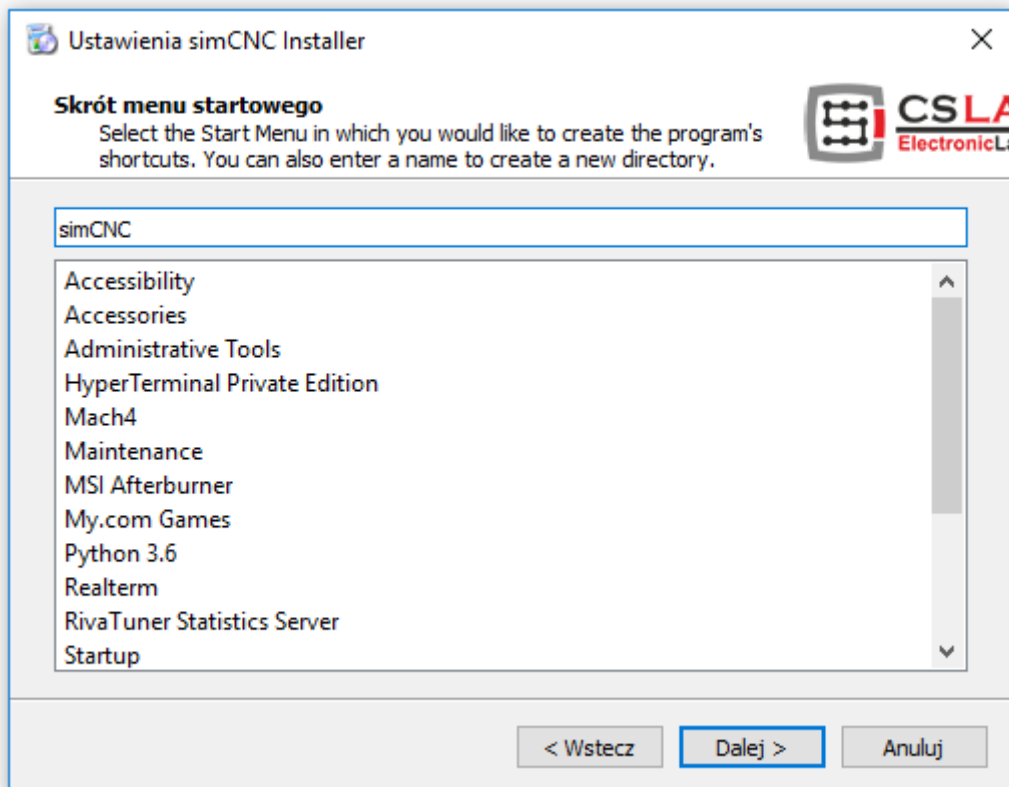 Ustawienia simCNC Installer
Skrót menu startowego
Select the Start Menu in which you would like to create the program's
shortcuts. You can also enter a name to create a new directory.
CSLA
ElectronicLa
simCNC
Accessibility
Accessories
Administrative Tools
HyperTerminal Private Edition
Mach4
Maintenance
MSI Afterburner
My.com Games
Python 3.6
Realterm
RivaTuner Statistics Server
Startup
< Wstecz
Dalej >
Anuluj